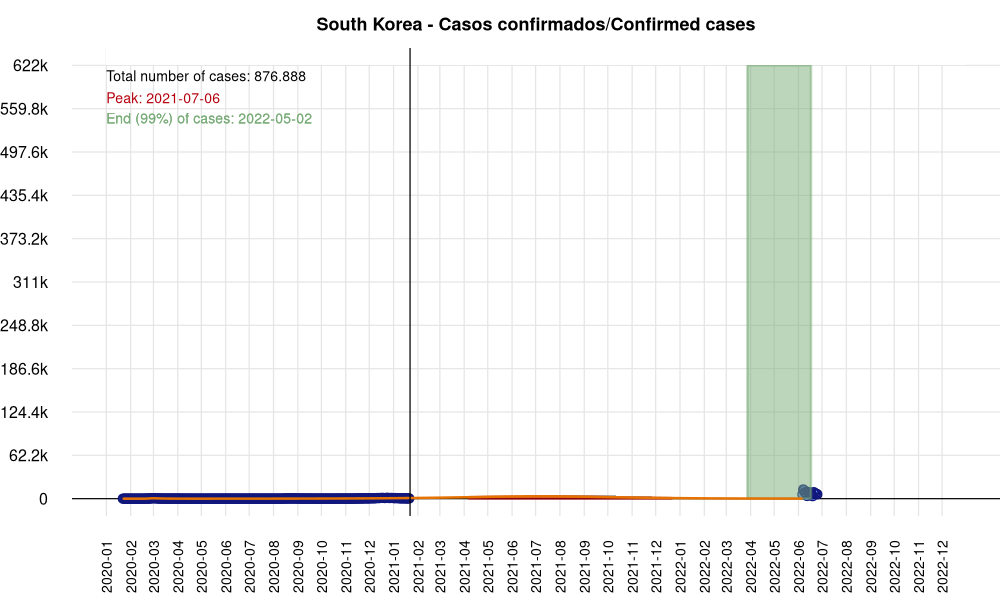 South Korea - Casos confirmados/Confirmed cases
622k
Total number of cases: 876.888
Peak: 2021-07-06
559.8k
End (99%) of cases: 2022-05-02
497.6k
435.4k
373.2k
311k
248.8k
186.6k
124.4k
62.2k
0
2020-01
2020-02
2020-03
2020-04
2020-05
2020-06
2020-07
2020-08
2020-09
2020-10
2020-11
2020-12
2021-01
2021-02
2021-03
2021-04
2021-05
2021-06
2021-07
2021-08
2021-09
2021-10
2021-11
2021-12
2022-01
2022-02
2022-03
2022-04
2022-05
2022-06
2022-07
2022-08
2022-09
2022-10
2022-11
2022-12